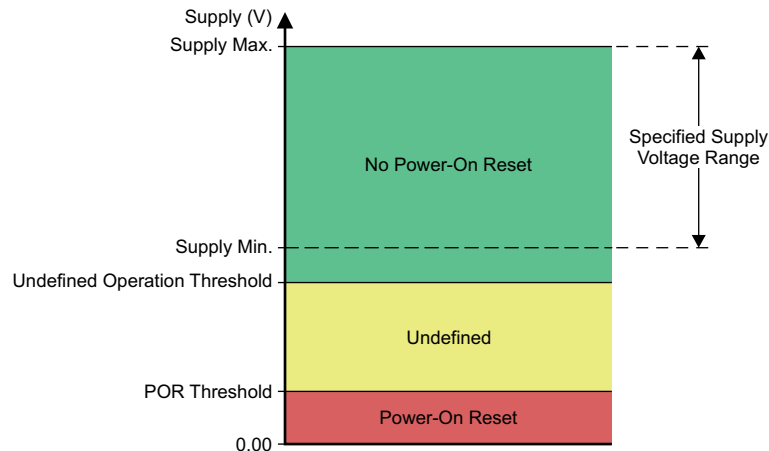 Supply (V)
Supply Max.
Specified Supply
Voltage Range
No Power-On Reset
Supply Min.
Undefined Operation Threshold
Undefined
POR Threshold
Power-On Reset
0.00